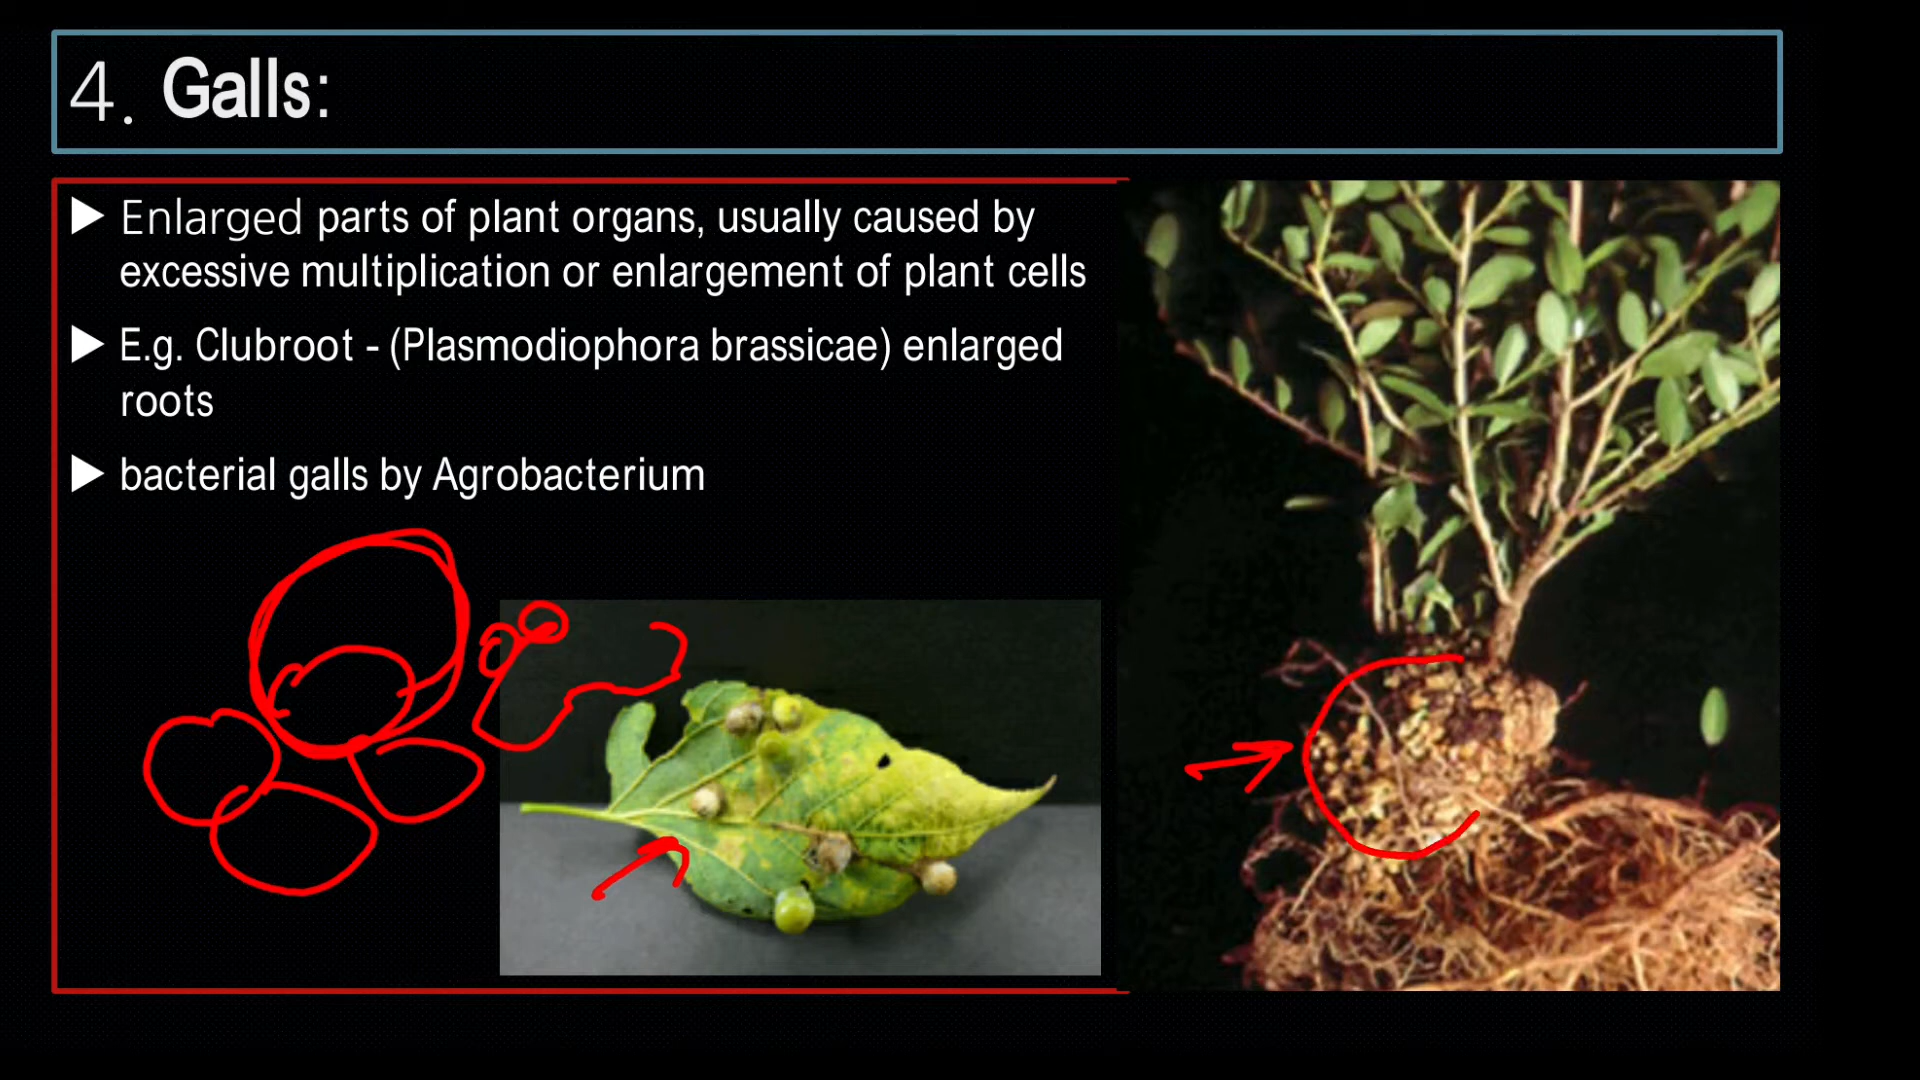 4. Galls:
▶ Enlarged parts of plant organs, usually caused by
excessive multiplication or enlargement of plant cells
▶ E.g. Clubroot - (Plasmodiophora brassicae) enlarged
roots
▶ bacterial galls by Agrobacterium